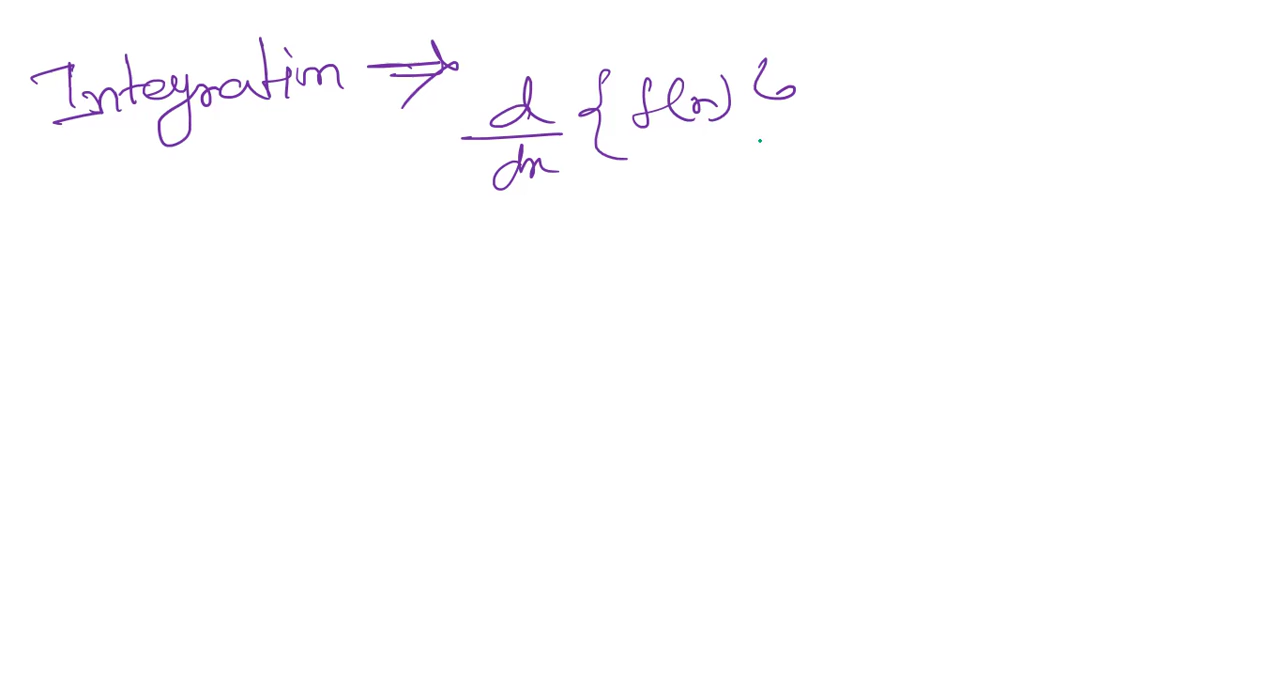 Integration ⇒ d/dx {f(x)